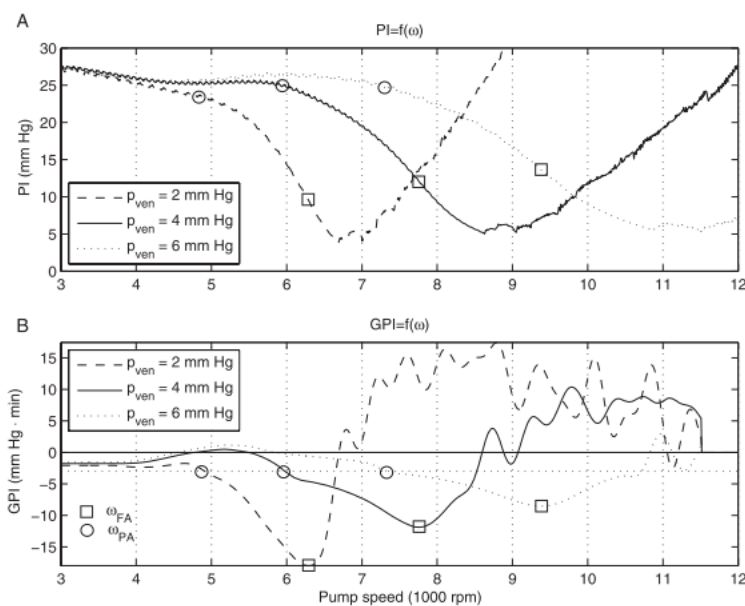 A
PI=f(ω)
30
25
20
15
10
5
0
PI (mm Hg)
p_ven = 2 mm Hg
p_ven = 4 mm Hg
p_ven = 6 mm Hg
3 4 5 6 7 8 9 10 11 12
B
GPI=f(ω)
15
10
5
0
-5
-10
-15
GPI (mm Hg · min)
p_ven = 2 mm Hg
p_ven = 4 mm Hg
p_ven = 6 mm Hg
ω_FA
ω_PA
3 4 5 6 7 8 9 10 11 12
Pump speed (1000 rpm)